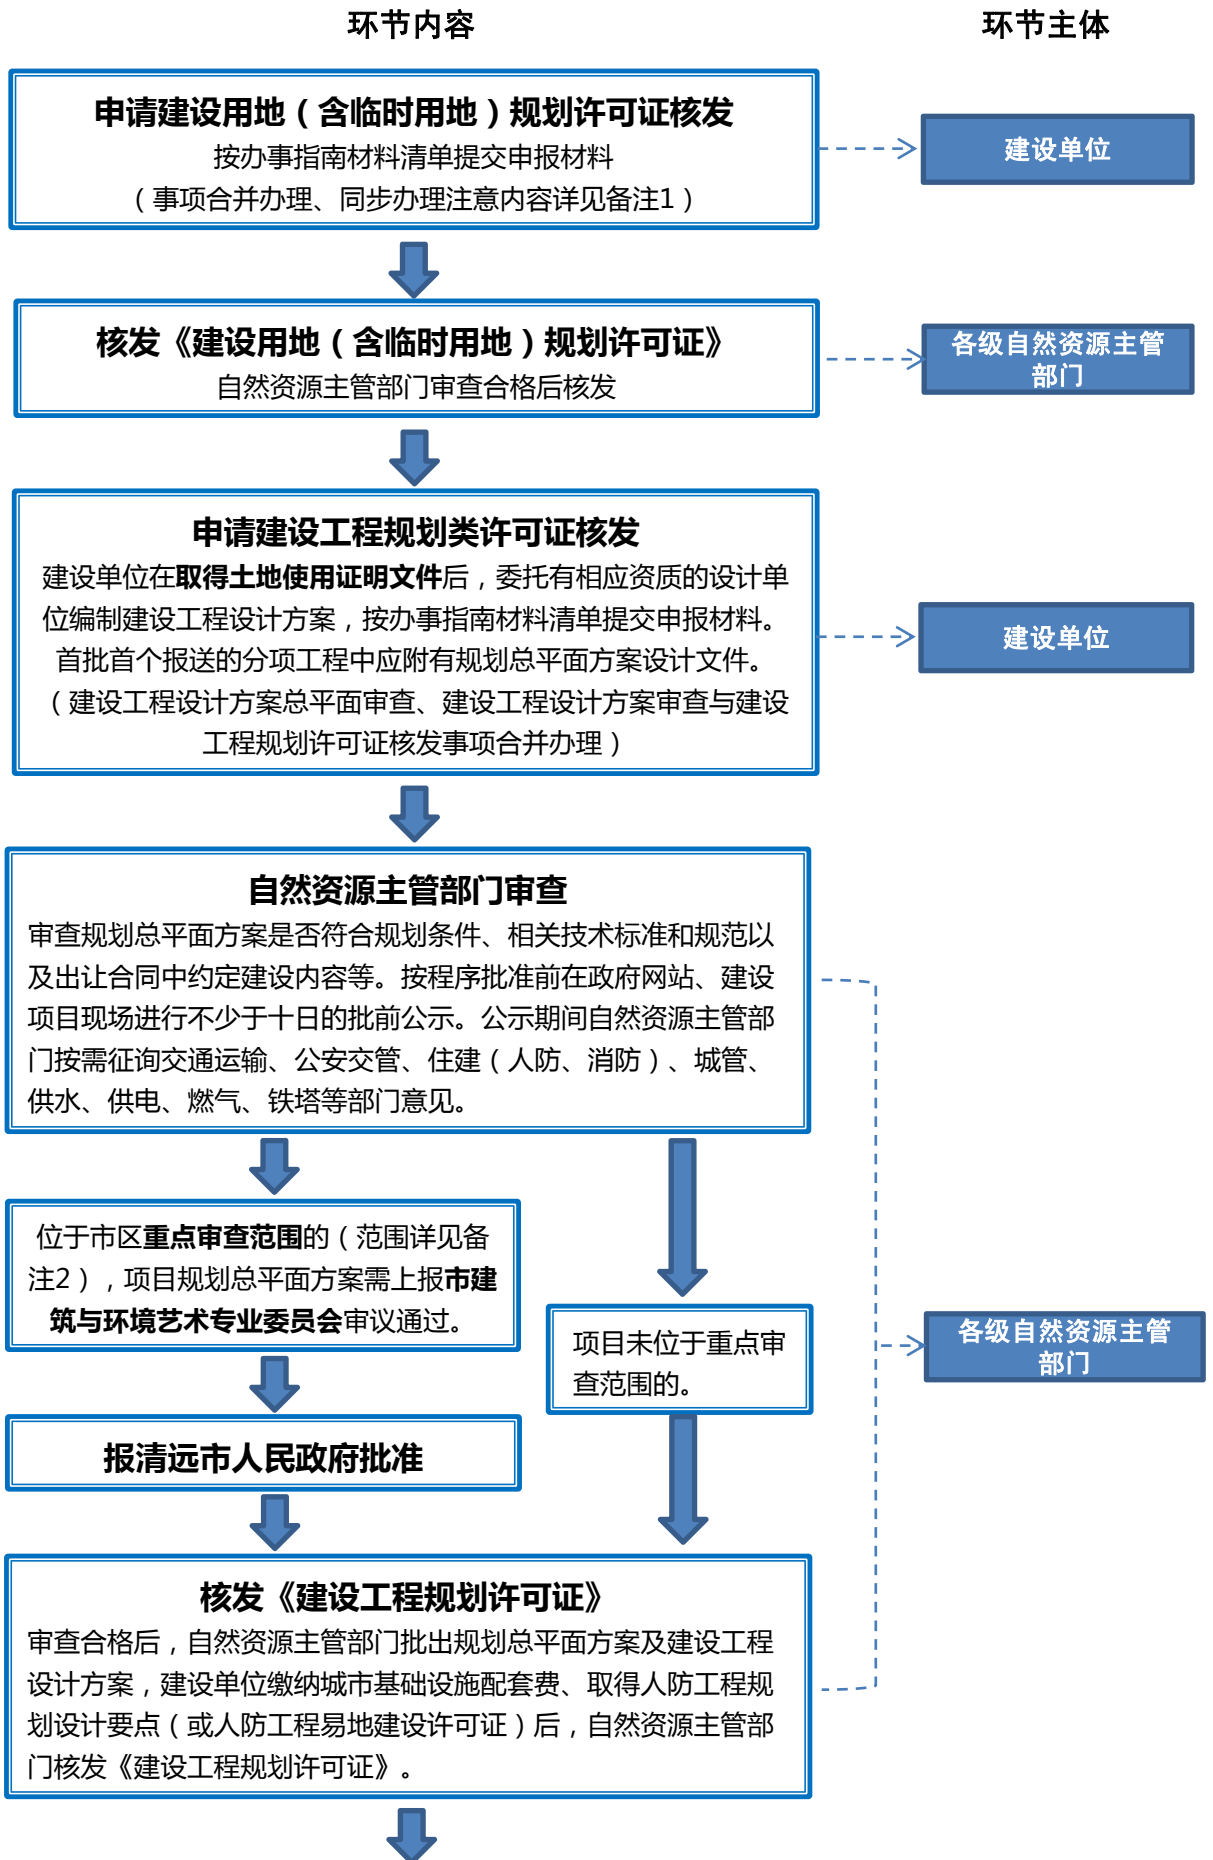 环节内容
环节主体
申请建设用地（含临时用地）规划许可证核发
按办事指南材料清单提交申报材料
（事项合并办理、同步办理注意内容详见备注1）
建设单位
核发《建设用地（含临时用地）规划许可证》
自然资源主管部门审查合格后核发
各级自然资源主管
部门
申请建设工程规划类许可证核发
建设单位在取得土地使用证明文件后，委托有相应资质的设计单
位编制建设工程设计方案，按办事指南材料清单提交申报材料。
首批首个报送的分项工程中应附有规划总平面方案设计文件。
（建设工程设计方案总平面审查、建设工程设计方案审查与建设
工程规划许可证核发事项合并办理）
建设单位
自然资源主管部门审查
审查规划总平面方案是否符合规划条件、相关技术标准和规范以
及出让合同中约定建设内容等。按程序批准前在政府网站、建设
项目现场进行不少于十日的批前公示。公示期间自然资源主管部
门按需征询交通运输、公安交管、住建（人防、消防）、城管、
供水、供电、燃气、铁塔等部门意见。
位于市区重点审查范围的（范围详见备
注2），项目规划总平面方案需上报市建
筑与环境艺术专业委员会审议通过。
项目未位于重点审
查范围的。
各级自然资源主管
部门
报清远市人民政府批准
核发《建设工程规划许可证》
审查合格后，自然资源主管部门批出规划总平面方案及建设工程
设计方案，建设单位缴纳城市基础设施配套费、取得人防工程规
划设计要点（或人防工程易地建设许可证）后，自然资源主管部
门核发《建设工程规划许可证》。